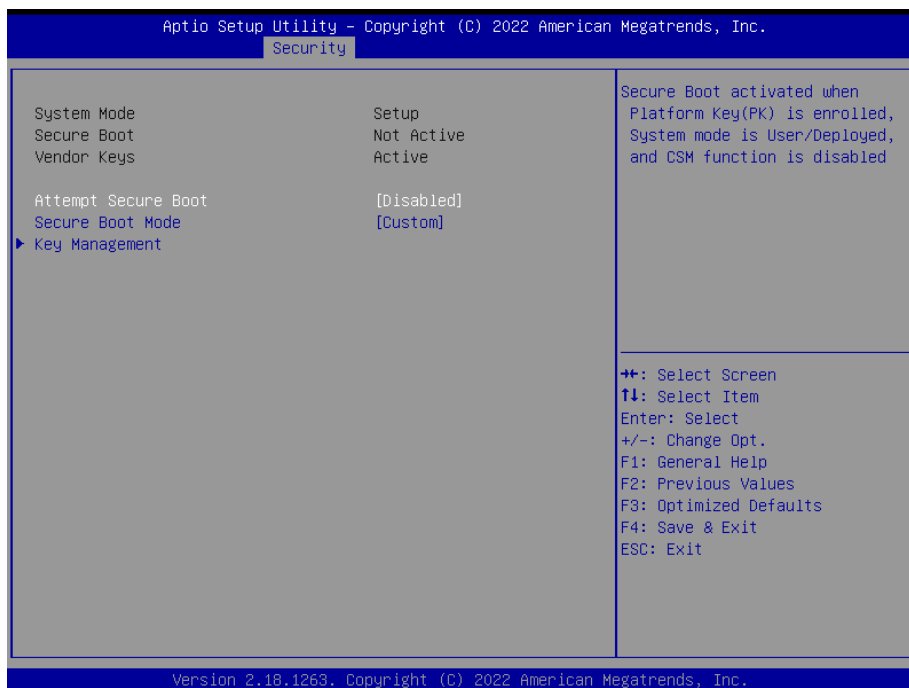 Aptio Setup Utility – Copyright (C) 2022 American Megatrends, Inc.
Security
System Mode Setup
Secure Boot Not Active
Vendor Keys Active
Attempt Secure Boot [Disabled]
Secure Boot Mode [Custom]
Key Management
Secure Boot activated when
Platform Key(PK) is enrolled,
System mode is User/Deployed,
and CSM function is disabled
→←: Select Screen
↑↓: Select Item
Enter: Select
+/-: Change Opt.
F1: General Help
F2: Previous Values
F3: Optimized Defaults
F4: Save & Exit
ESC: Exit
Version 2.18.1263. Copyright (C) 2022 American Megatrends, Inc.